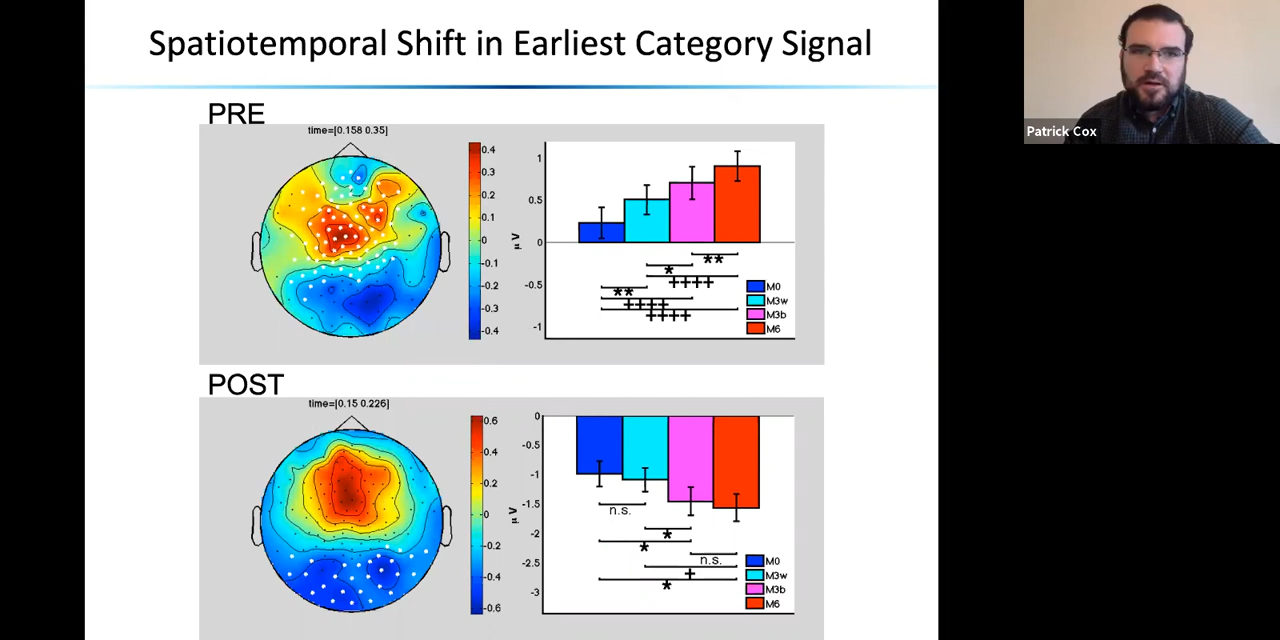 Spatiotemporal Shift in Earliest Category Signal
Patrick Cox
PRE
time=[0.158 0.35]
0.4
0.3
0.2
0.1
0
-0.1
-0.2
-0.3
-0.4
μV
1
0.5
0
-0.5
-1
**
*
++++
**
++++
++++
M0
M3w
M3b
M6
POST
time=[0.15 0.226]
0.6
0.4
0.2
0
-0.2
-0.4
-0.6
μV
0
-0.5
-1
-1.5
-2
-2.5
-3
n.s.
*
*
n.s.
+
*
M0
M3w
M3b
M6